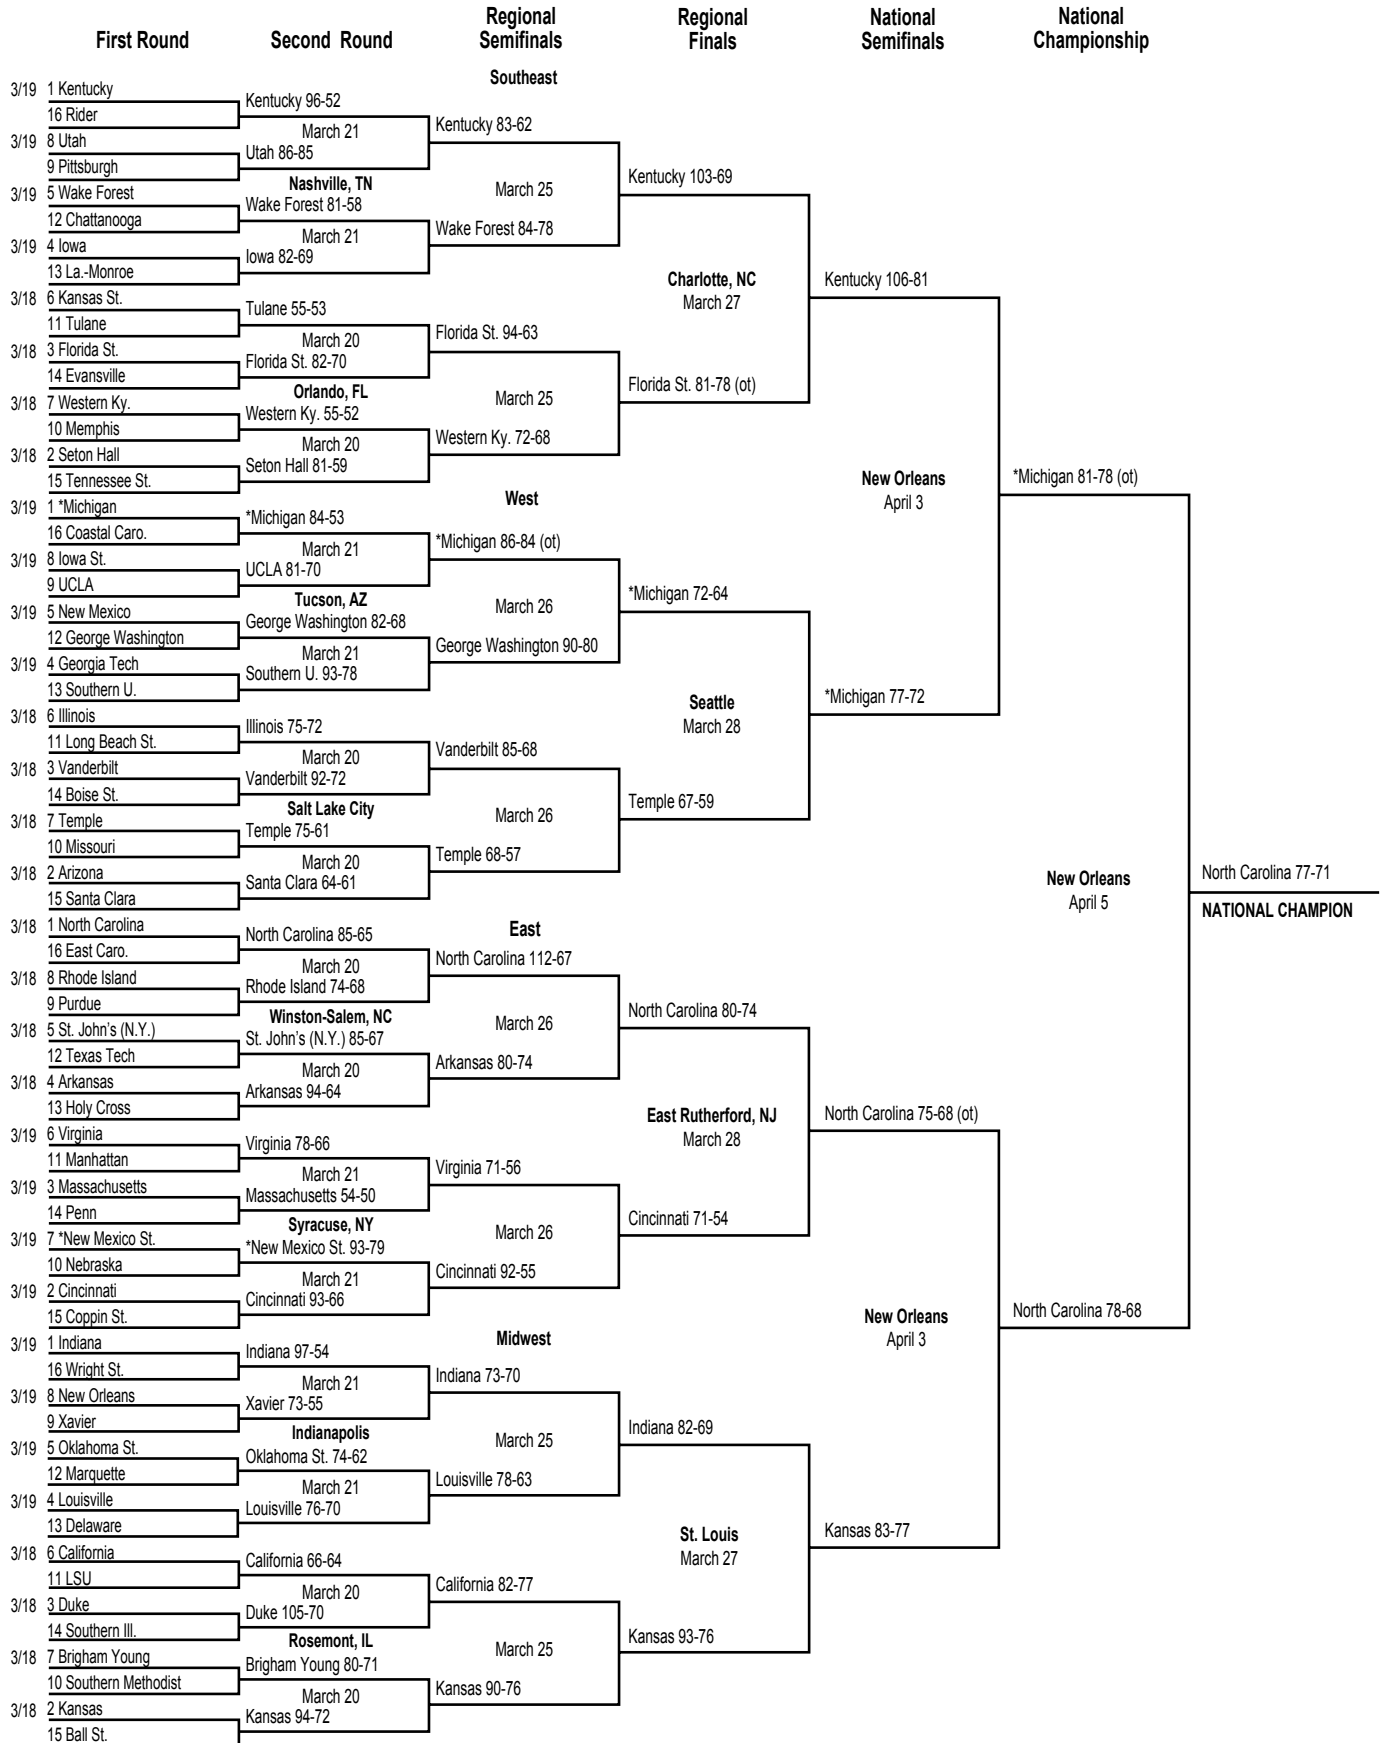 First Round
Second Round
Regional
Semifinals
Regional
Finals
National
Semifinals
National
Championship
Southeast
3/19 1 Kentucky
16 Rider
3/19 8 Utah
9 Pittsburgh
3/19 5 Wake Forest
12 Chattanooga
3/19 4 Iowa
13 La.-Monroe
3/18 6 Kansas St.
11 Tulane
3/18 3 Florida St.
14 Evansville
3/18 7 Western Ky.
10 Memphis
3/18 2 Seton Hall
15 Tennessee St.
Kentucky 96-52
March 21
Utah 86-85
Nashville, TN
Wake Forest 81-58
March 21
Iowa 82-69
Tulane 55-53
March 20
Florida St. 82-70
Orlando, FL
Western Ky. 55-52
March 20
Seton Hall 81-59
Kentucky 83-62
March 25
Wake Forest 84-78
Florida St. 94-63
March 25
Western Ky. 72-68
Kentucky 103-69
Charlotte, NC
March 27
Florida St. 81-78 (ot)
Kentucky 106-81
West
3/19 1 *Michigan
16 Coastal Caro.
3/19 8 Iowa St.
9 UCLA
3/19 5 New Mexico
12 George Washington
3/19 4 Georgia Tech
13 Southern U.
3/18 6 Illinois
11 Long Beach St.
3/18 3 Vanderbilt
14 Boise St.
3/18 7 Temple
10 Missouri
3/18 2 Arizona
15 Santa Clara
*Michigan 84-53
March 21
UCLA 81-70
Tucson, AZ
George Washington 82-68
March 21
Southern U. 93-78
Illinois 75-72
March 20
Vanderbilt 92-72
Salt Lake City
Temple 75-61
March 20
Santa Clara 64-61
*Michigan 86-84 (ot)
March 26
George Washington 90-80
Vanderbilt 85-68
March 26
Temple 68-57
*Michigan 72-64
Seattle
March 28
Temple 67-59
*Michigan 77-72
New Orleans
April 3
*Michigan 81-78 (ot)
East
3/18 1 North Carolina
16 East Caro.
3/18 8 Rhode Island
9 Purdue
3/18 5 St. John's (N.Y.)
12 Texas Tech
3/18 4 Arkansas
13 Holy Cross
3/19 6 Virginia
11 Manhattan
3/19 3 Massachusetts
14 Penn
3/19 7 *New Mexico St.
10 Nebraska
3/19 2 Cincinnati
15 Coppin St.
North Carolina 85-65
March 20
Rhode Island 74-68
Winston-Salem, NC
St. John's (N.Y.) 85-67
March 20
Arkansas 94-64
Virginia 78-66
March 21
Massachusetts 54-50
Syracuse, NY
*New Mexico St. 93-79
March 21
Cincinnati 93-66
North Carolina 112-67
March 26
Arkansas 80-74
Virginia 71-56
March 26
Cincinnati 92-55
North Carolina 80-74
East Rutherford, NJ
March 28
Cincinnati 71-54
North Carolina 75-68 (ot)
Midwest
3/19 1 Indiana
16 Wright St.
3/19 8 New Orleans
9 Xavier
3/19 5 Oklahoma St.
12 Marquette
3/19 4 Louisville
13 Delaware
3/18 6 California
11 LSU
3/18 3 Duke
14 Southern Ill.
3/18 7 Brigham Young
10 Southern Methodist
3/18 2 Kansas
15 Ball St.
Indiana 97-54
March 21
Xavier 73-55
Indianapolis
Oklahoma St. 74-62
March 21
Louisville 76-70
California 66-64
March 20
Duke 105-70
Rosemont, IL
Brigham Young 80-71
March 20
Kansas 94-72
Indiana 73-70
March 25
Louisville 78-63
California 82-77
March 25
Kansas 90-76
Indiana 82-69
St. Louis
March 27
Kansas 93-76
Kansas 83-77
New Orleans
April 3
North Carolina 78-68
New Orleans
April 5
North Carolina 77-71
NATIONAL CHAMPION